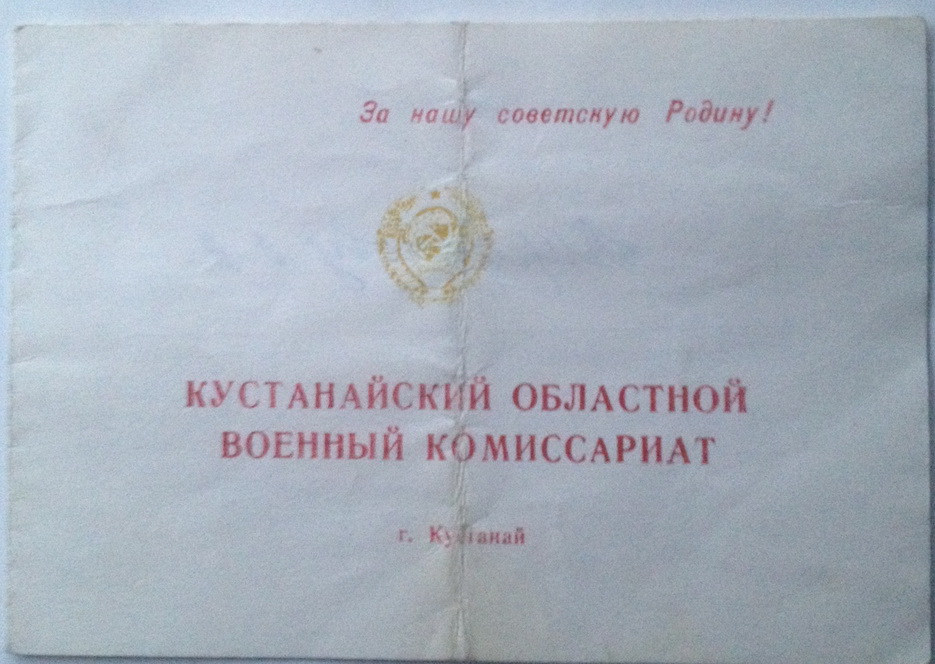 За нашу советскую Родину!
КУСТАНАЙСКИЙ ОБЛАСТНОЙ
ВОЕННЫЙ КОМИССАРИАТ
г. Кустанай